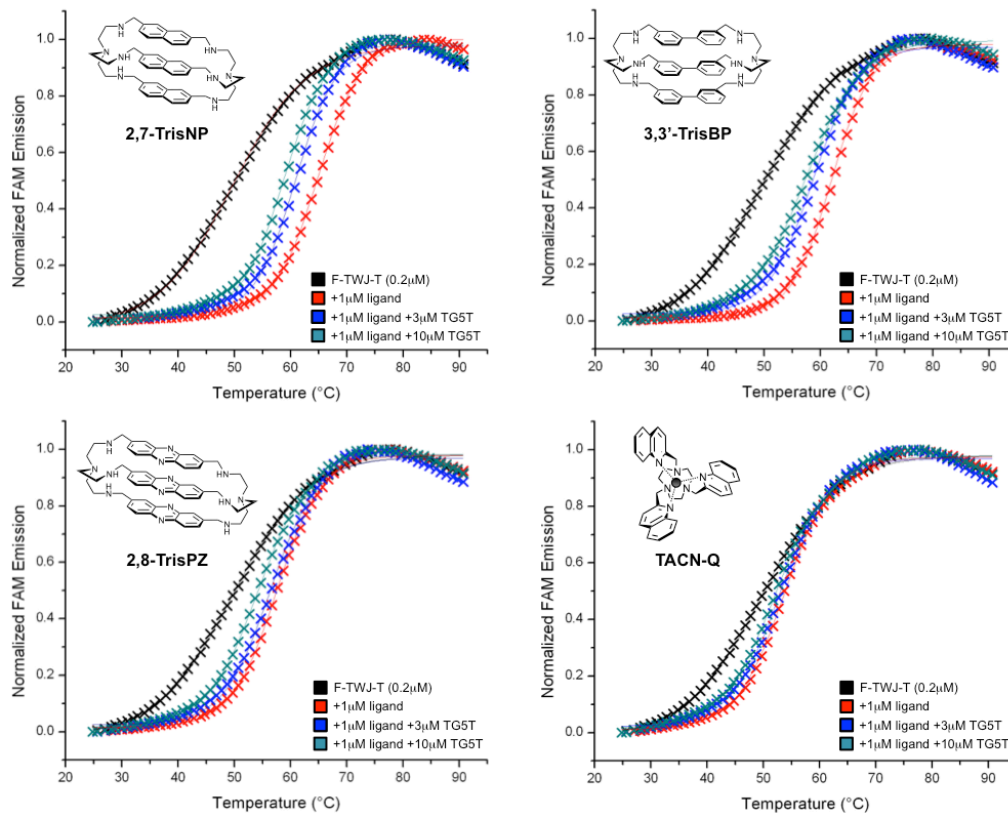 2,7-TrisNP
Normalized FAM Emission
1.0
0.8
0.6
0.4
0.2
0.0
F-TWJ-T (0.2μM)
+1μM ligand
+1μM ligand +3μM TG5T
+1μM ligand +10μM TG5T
20 30 40 50 60 70 80 90
Temperature (°C)
3,3'-TrisBP
Normalized FAM Emission
1.0
0.8
0.6
0.4
0.2
0.0
F-TWJ-T (0.2μM)
+1μM ligand
+1μM ligand +3μM TG5T
+1μM ligand +10μM TG5T
20 30 40 50 60 70 80 90
Temperature (°C)
2,8-TrisPZ
Normalized FAM Emission
1.0
0.8
0.6
0.4
0.2
0.0
F-TWJ-T (0.2μM)
+1μM ligand
+1μM ligand +3μM TG5T
+1μM ligand +10μM TG5T
20 30 40 50 60 70 80 90
Temperature (°C)
TACN-Q
Normalized FAM Emission
1.0
0.8
0.6
0.4
0.2
0.0
F-TWJ-T (0.2μM)
+1μM ligand
+1μM ligand +3μM TG5T
+1μM ligand +10μM TG5T
20 30 40 50 60 70 80 90
Temperature (°C)